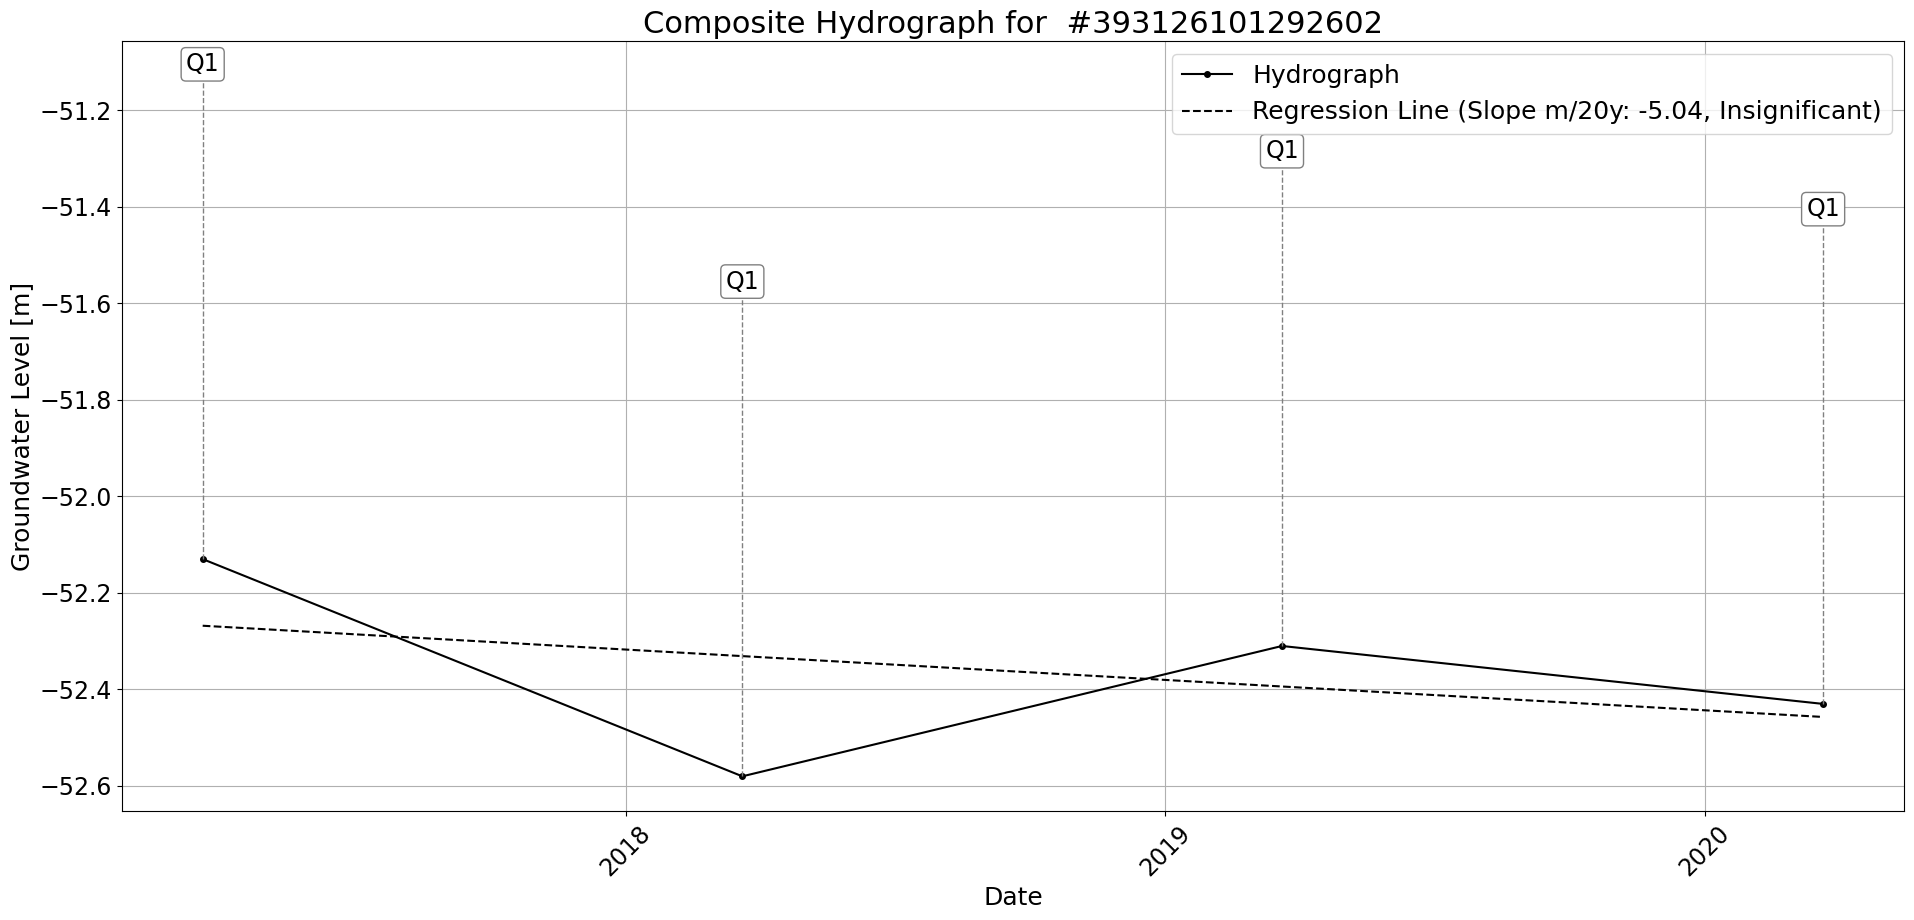 Composite Hydrograph for  #393126101292602
Q1
Hydrograph
Regression Line (Slope m/20y: -5.04, Insignificant)
Q1
Q1
Q1
−51.2
−51.4
−51.6
−51.8
−52.0
−52.2
−52.4
−52.6
Groundwater Level [m]
2018
2019
2020
Date